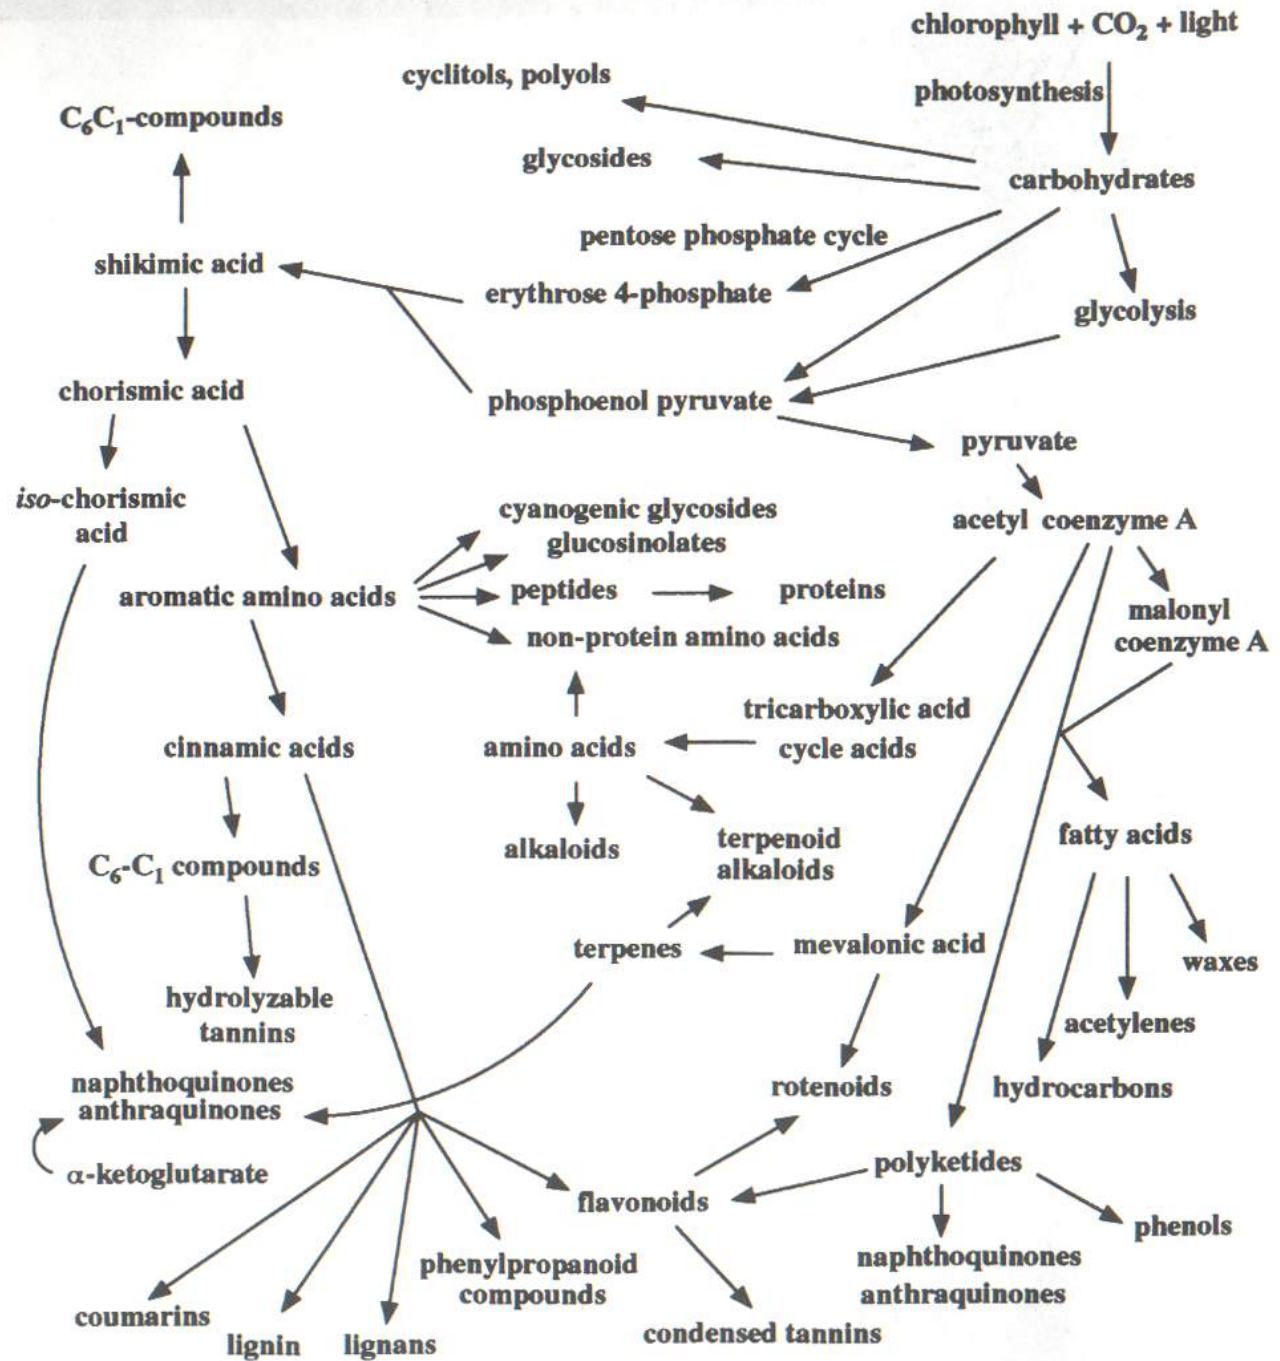 chlorophyll + CO₂ + light
cyclitols, polyols
photosynthesis
C₆C₁-compounds
glycosides
carbohydrates
pentose phosphate cycle
shikimic acid
erythrose 4-phosphate
glycolysis
chorismic acid
phosphoenol pyruvate
pyruvate
iso-chorismic
acid
cyanogenic glycosides
glucosinolates
acetyl coenzyme A
aromatic amino acids
peptides
proteins
malonyl
coenzyme A
non-protein amino acids
tricarboxylic acid
cycle acids
cinnamic acids
amino acids
fatty acids
alkaloids
terpenoid
alkaloids
C₆-C₁ compounds
terpenes
mevalonic acid
waxes
hydrolyzable
tannins
acetylenes
naphthoquinones
anthraquinones
rotenoids
hydrocarbons
α-ketoglutarate
polyketides
flavonoids
phenols
phenylpropanoid
compounds
naphthoquinones
anthraquinones
coumarins
lignin
lignans
condensed tannins